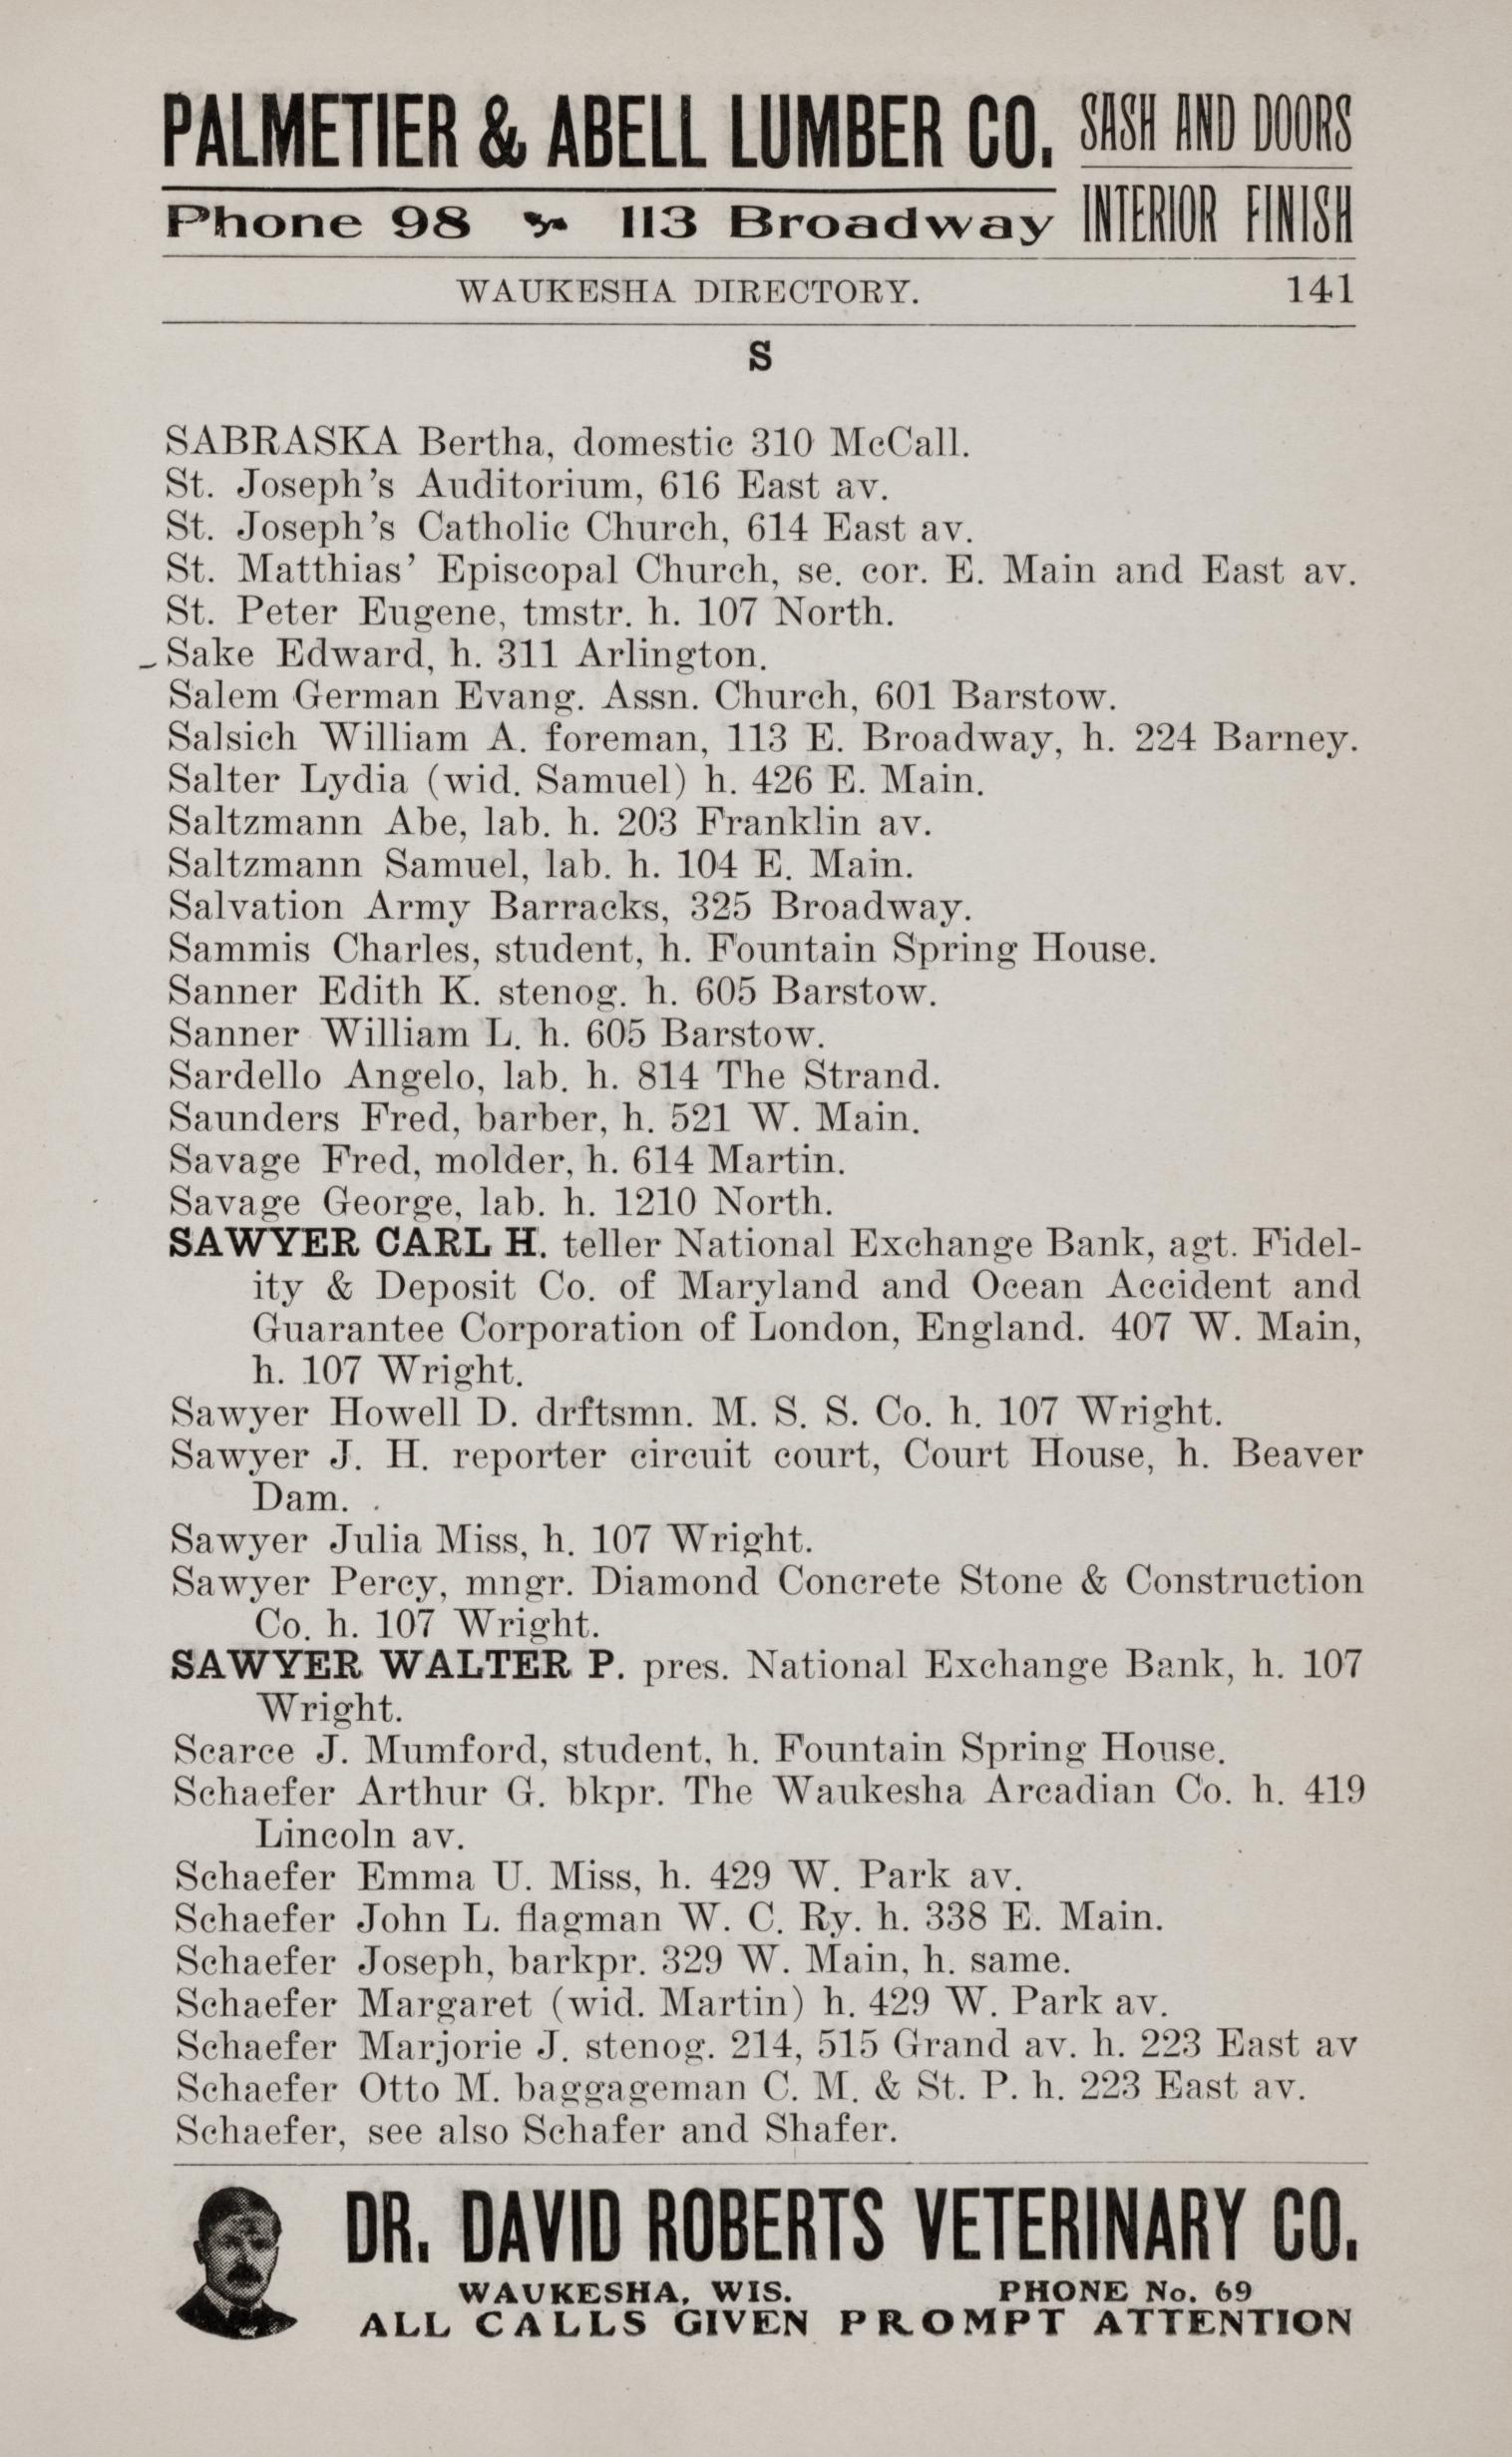 PALMETIER & ABELL LUMBER CO. SASH AND DOORS
Phone 98 113 Broadway INTERIOR FINISH
WAUKESHA DIRECTORY. 141
S
SABRASKA Bertha, domestic 310 McCall.
St. Joseph's Auditorium, 616 East av.
St. Joseph's Catholic Church, 614 East av.
St. Matthias' Episcopal Church, se. cor. E. Main and East av.
St. Peter Eugene, tmstr. h. 107 North.
Sake Edward, h. 311 Arlington.
Salem German Evang. Assn. Church, 601 Barstow.
Salsich William A. foreman, 113 E. Broadway, h. 224 Barney.
Salter Lydia (wid. Samuel) h. 426 E. Main.
Saltzmann Abe, lab. h. 203 Franklin av.
Saltzmann Samuel, lab. h. 104 E. Main.
Salvation Army Barracks, 325 Broadway.
Sammis Charles, student, h. Fountain Spring House.
Sanner Edith K. stenog. h. 605 Barstow.
Sanner William L. h. 605 Barstow.
Sardello Angelo, lab. h. 814 The Strand.
Saunders Fred, barber, h. 521 W. Main.
Savage Fred, molder, h. 614 Martin.
Savage George, lab. h. 1210 North.
SAWYER CARL H. teller National Exchange Bank, agt. Fidel-
ity & Deposit Co. of Maryland and Ocean Accident and
Guarantee Corporation of London, England. 407 W. Main,
h. 107 Wright.
Sawyer Howell D. drftsmn. M. S. S. Co. h. 107 Wright.
Sawyer J. H. reporter circuit court, Court House, h. Beaver
Dam.
Sawyer Julia Miss, h. 107 Wright.
Sawyer Percy, mngr. Diamond Concrete Stone & Construction
Co. h. 107 Wright.
SAWYER WALTER P. pres. National Exchange Bank, h. 107
Wright.
Scarce J. Mumford, student, h. Fountain Spring House.
Schaefer Arthur G. bkpr. The Waukesha Arcadian Co. h. 419
Lincoln av.
Schaefer Emma U. Miss, h. 429 W. Park av.
Schaefer John L. flagman W. C. Ry. h. 338 E. Main.
Schaefer Joseph, barkpr. 329 W. Main, h. same.
Schaefer Margaret (wid. Martin) h. 429 W. Park av.
Schaefer Marjorie J. stenog. 214, 515 Grand av. h. 223 East av
Schaefer Otto M. baggageman C. M. & St. P. h. 223 East av.
Schaefer, see also Schafer and Shafer.
DR. DAVID ROBERTS VETERINARY CO.
WAUKESHA, WIS. PHONE No. 69
ALL CALLS GIVEN PROMPT ATTENTION